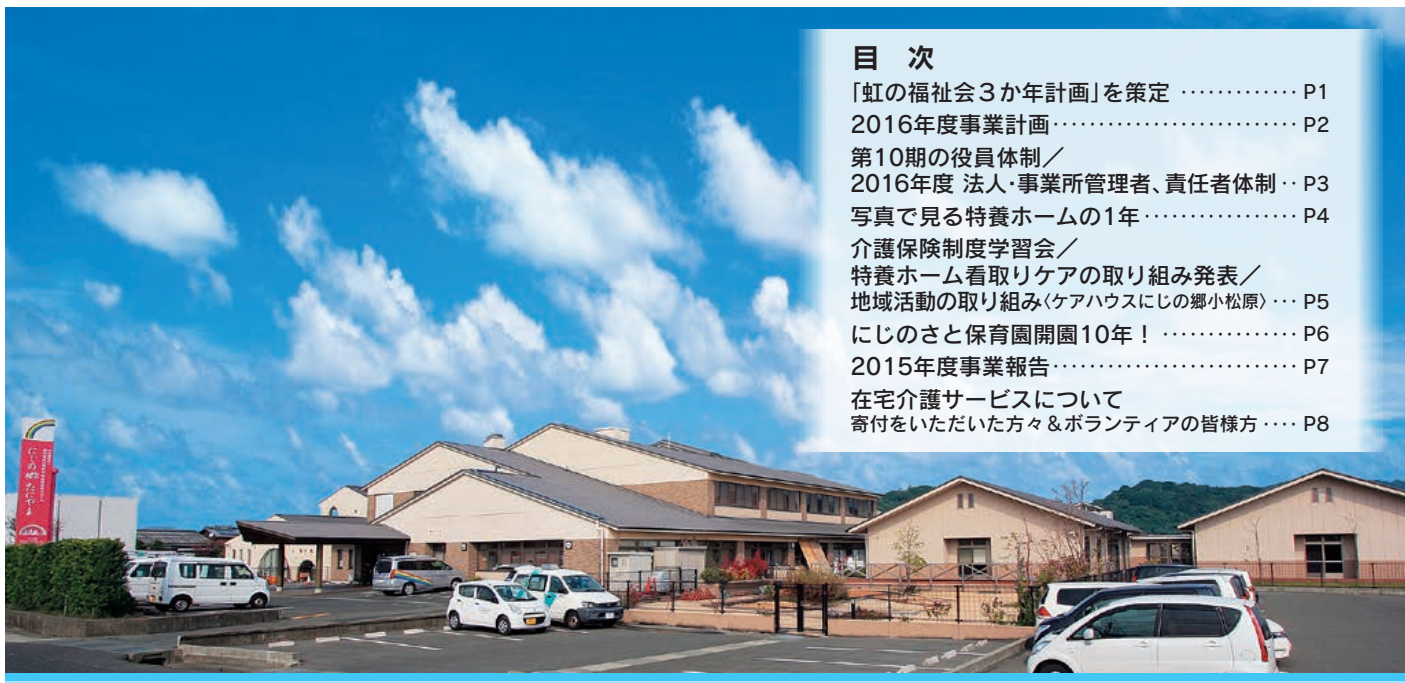 目　次
「虹の福祉会３か年計画」を策定 ············· P1
2016年度事業計画··························· P2
第10期の役員体制／
2016年度 法人・事業所管理者、責任者体制·· P3
写真で見る特養ホームの1年················· P4
介護保険制度学習会／
特養ホーム看取りケアの取り組み発表／
地域活動の取り組み〈ケアハウスにじの郷小松原〉··· P5
にじのさと保育園開園10年！ ··············· P6
2015年度事業報告··························· P7
在宅介護サービスについて
寄付をいただいた方々＆ボランティアの皆様方···· P8
にじの郷たにやま